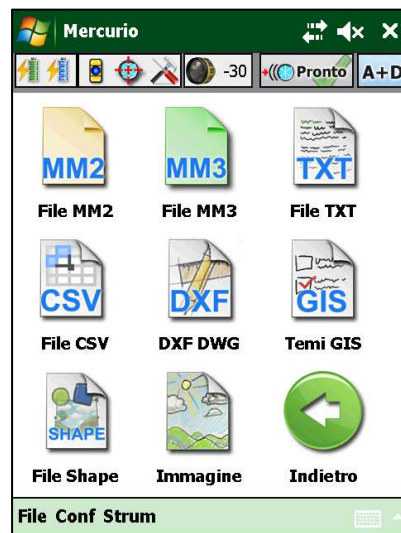 Mercurio
-30 Pronto A+D
MM2 MM3 TXT
File MM2 File MM3 File TXT
CSV DXF GIS
File CSV DXF DWG Temi GIS
SHAPE
File Shape Immagine Indietro
File Conf Strum